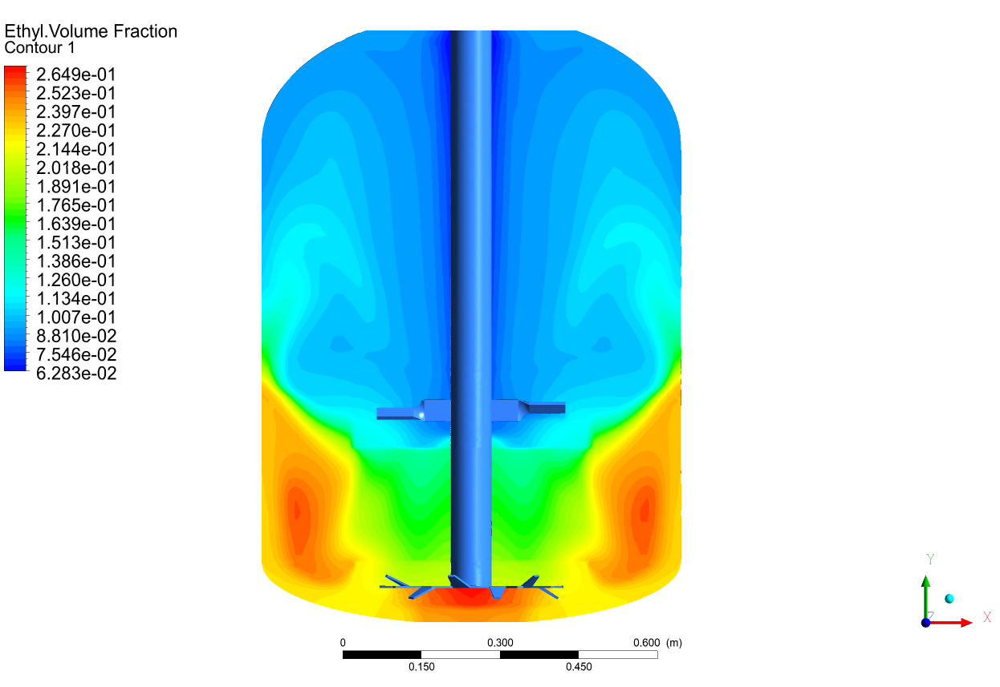 Ethyl.Volume Fraction
Contour 1
2.649e-01
2.523e-01
2.397e-01
2.270e-01
2.144e-01
2.018e-01
1.891e-01
1.765e-01
1.639e-01
1.513e-01
1.386e-01
1.260e-01
1.134e-01
1.007e-01
8.810e-02
7.546e-02
6.283e-02
Y
Z
X
0 0.300 0.600 (m)
0.150 0.450